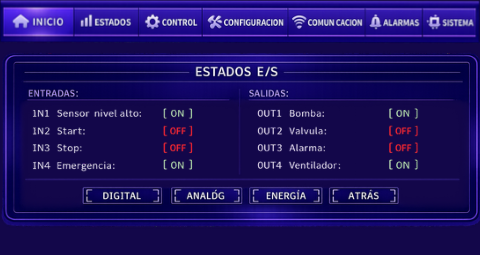 INICIO ESTADOS CONTROL CONFIGURACION COMUN CACION ALARMAS SISTEMA
ESTADOS E/S
ENTRADAS: SALIDAS:
IN1 Sensor nivel alto: [ ON ] OUT1 Bomba: [ ON ]
IN2 Start: [ OFF ] OUT2 Valvula: [ OFF ]
IN3 Stop: [ OFF ] OUT3 Alarma: [ OFF ]
IN4 Emergencia: [ ON ] OUT4 Ventilador: [ ON ]
[ DIGITAL ] [ ANALÓG ] [ ENERGÍA ] [ ATRÁS ]